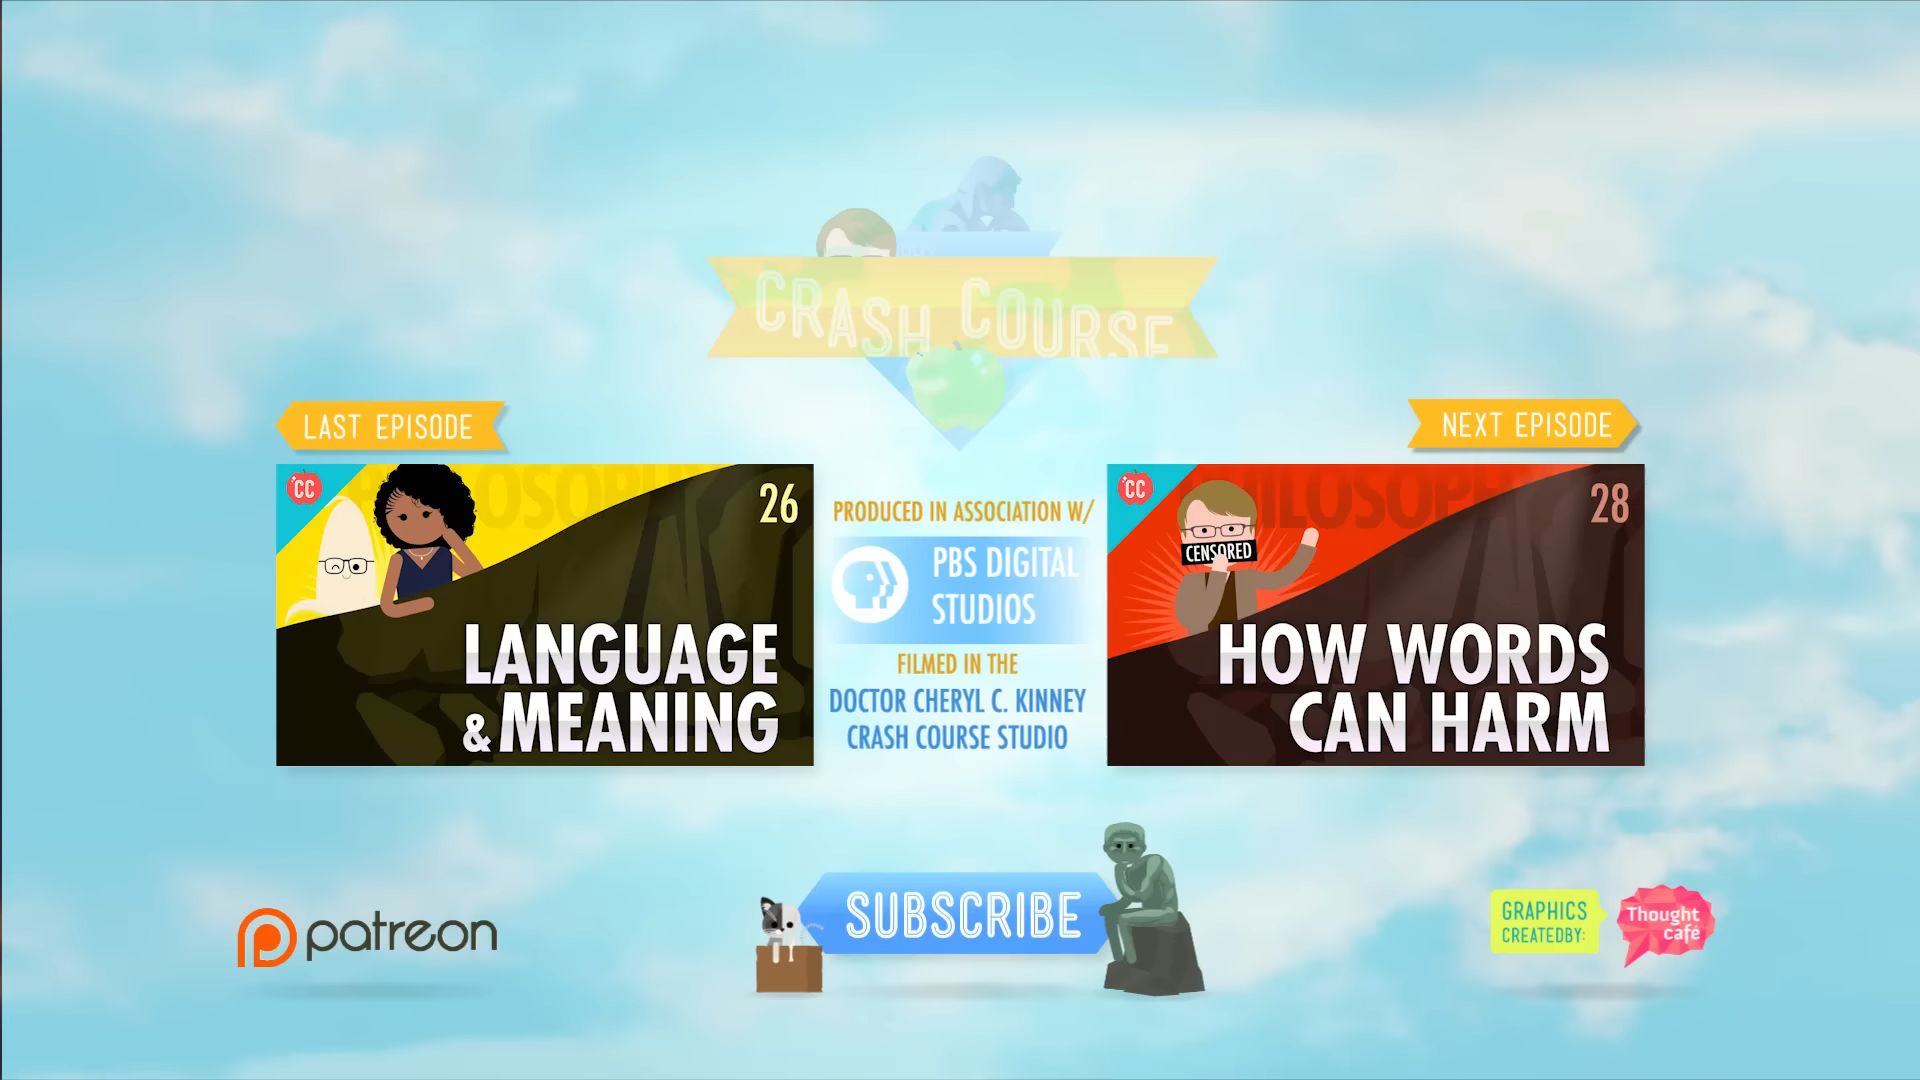 CRASH COURSE
LAST EPISODE
NEXT EPISODE
CC
PHILOSOPHY
26
LANGUAGE
& MEANING
PRODUCED IN ASSOCIATION W/
PBS DIGITAL
STUDIOS
FILMED IN THE
DOCTOR CHERYL C. KINNEY
CRASH COURSE STUDIO
CC
PHILOSOPHY
28
CENSORED
HOW WORDS
CAN HARM
patreon
SUBSCRIBE
GRAPHICS
CREATED BY:
Thought
café